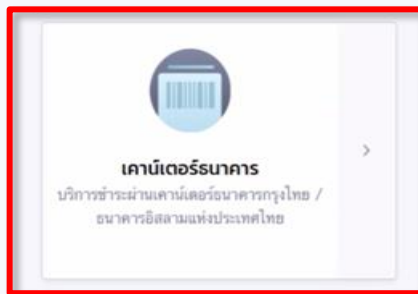 เคาน์เตอร์ธนาคาร
บริการชำระผ่านเคาน์เตอร์ธนาคารกรุงไทย /
ธนาคารอิสลามแห่งประเทศไทย